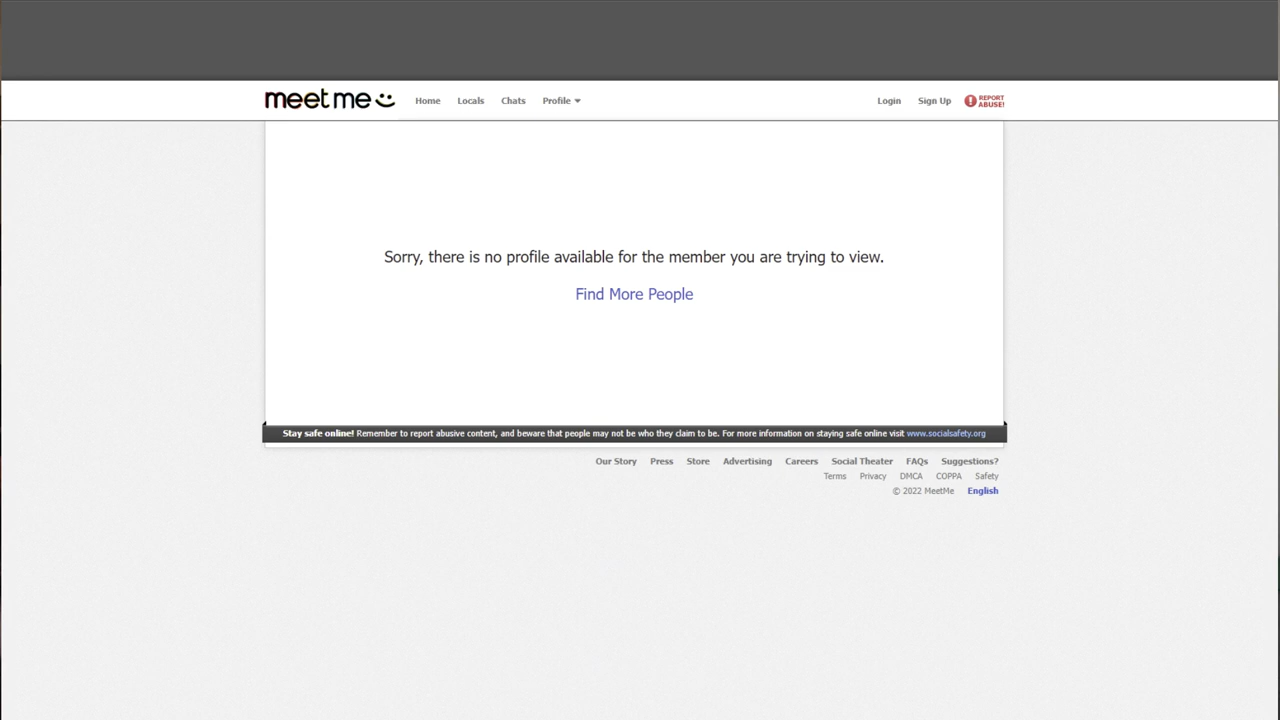 meet me Home Locals Chats Profile Login Sign Up REPORT ABUSE!
Sorry, there is no profile available for the member you are trying to view.
Find More People
Stay safe online! Remember to report abusive content, and beware that people may not be who they claim to be. For more information on staying safe online visit www.socialsafety.org
Our Story Press Store Advertising Careers Social Theater FAQs Suggestions?
Terms Privacy DMCA COPPA Safety
© 2022 MeetMe English